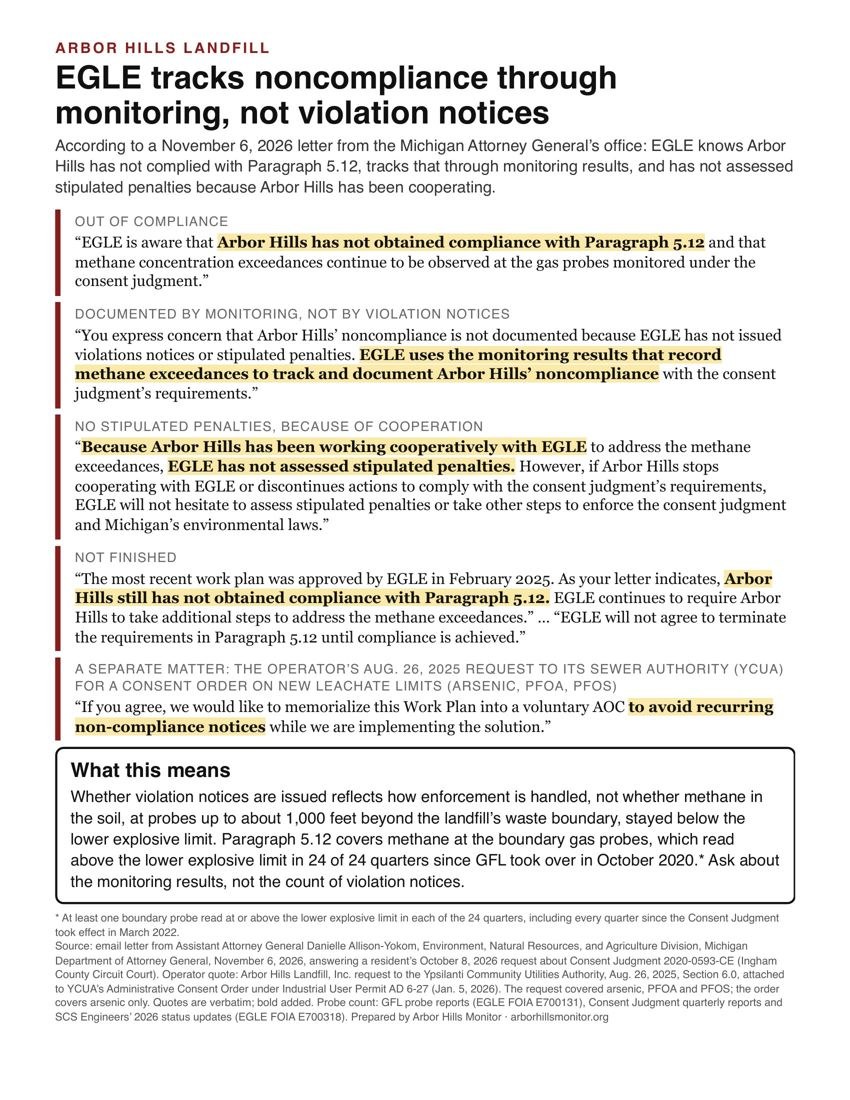 ARBOR HILLS LANDFILL
EGLE tracks noncompliance through
monitoring, not violation notices
According to a November 6, 2026 letter from the Michigan Attorney General’s office: EGLE knows Arbor
Hills has not complied with Paragraph 5.12, tracks that through monitoring results, and has not assessed
stipulated penalties because Arbor Hills has been cooperating.
OUT OF COMPLIANCE
“EGLE is aware that Arbor Hills has not obtained compliance with Paragraph 5.12 and that
methane concentration exceedances continue to be observed at the gas probes monitored under the
consent judgment.”
DOCUMENTED BY MONITORING, NOT BY VIOLATION NOTICES
“You express concern that Arbor Hills’ noncompliance is not documented because EGLE has not issued
violations notices or stipulated penalties. EGLE uses the monitoring results that record
methane exceedances to track and document Arbor Hills’ noncompliance with the consent
judgment’s requirements.”
NO STIPULATED PENALTIES, BECAUSE OF COOPERATION
“Because Arbor Hills has been working cooperatively with EGLE to address the methane
exceedances, EGLE has not assessed stipulated penalties. However, if Arbor Hills stops
cooperating with EGLE or discontinues actions to comply with the consent judgment’s requirements,
EGLE will not hesitate to assess stipulated penalties or take other steps to enforce the consent judgment
and Michigan’s environmental laws.”
NOT FINISHED
“The most recent work plan was approved by EGLE in February 2025. As your letter indicates, Arbor
Hills still has not obtained compliance with Paragraph 5.12. EGLE continues to require Arbor
Hills to take additional steps to address the methane exceedances.” ... “EGLE will not agree to terminate
the requirements in Paragraph 5.12 until compliance is achieved.”
A SEPARATE MATTER: THE OPERATOR’S AUG. 26, 2025 REQUEST TO ITS SEWER AUTHORITY (YCUA)
FOR A CONSENT ORDER ON NEW LEACHATE LIMITS (ARSENIC, PFOA, PFOS)
“If you agree, we would like to memorialize this Work Plan into a voluntary AOC to avoid recurring
non-compliance notices while we are implementing the solution.”
What this means
Whether violation notices are issued reflects how enforcement is handled, not whether methane in
the soil, at probes up to about 1,000 feet beyond the landfill’s waste boundary, stayed below the
lower explosive limit. Paragraph 5.12 covers methane at the boundary gas probes, which read
above the lower explosive limit in 24 of 24 quarters since GFL took over in October 2020.* Ask about
the monitoring results, not the count of violation notices.
* At least one boundary probe read at or above the lower explosive limit in each of the 24 quarters, including every quarter since the Consent Judgment
took effect in March 2022.
Source: email letter from Assistant Attorney General Danielle Allison-Yokom, Environment, Natural Resources, and Agriculture Division, Michigan
Department of Attorney General, November 6, 2026, answering a resident’s October 8, 2026 request about Consent Judgment 2020-0593-CE (Ingham
County Circuit Court). Operator quote: Arbor Hills Landfill, Inc. request to the Ypsilanti Community Utilities Authority, Aug. 26, 2025, Section 6.0, attached
to YCUA’s Administrative Consent Order under Industrial User Permit AD 6-27 (Jan. 5, 2026). The request covered arsenic, PFOA and PFOS; the order
covers arsenic only. Quotes are verbatim; bold added. Probe count: GFL probe reports (EGLE FOIA E700131), Consent Judgment quarterly reports and
SCS Engineers’ 2026 status updates (EGLE FOIA E700318). Prepared by Arbor Hills Monitor · arborhillsmonitor.org